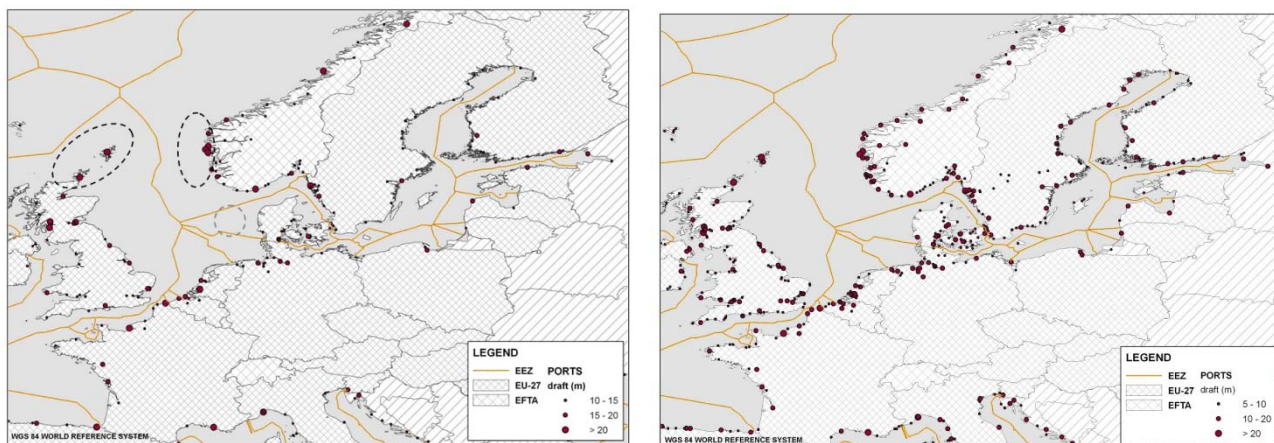 LEGEND
EEZ PORTS
EU-27 draft (m)
EFTA
10 - 15
15 - 20
> 20
WGS 84 WORLD REFERENCE SYSTEM
LEGEND
EEZ PORTS
EU-27 draft (m)
EFTA
5 - 10
10 - 20
> 20
WGS 84 WORLD REFERENCE SYSTEM